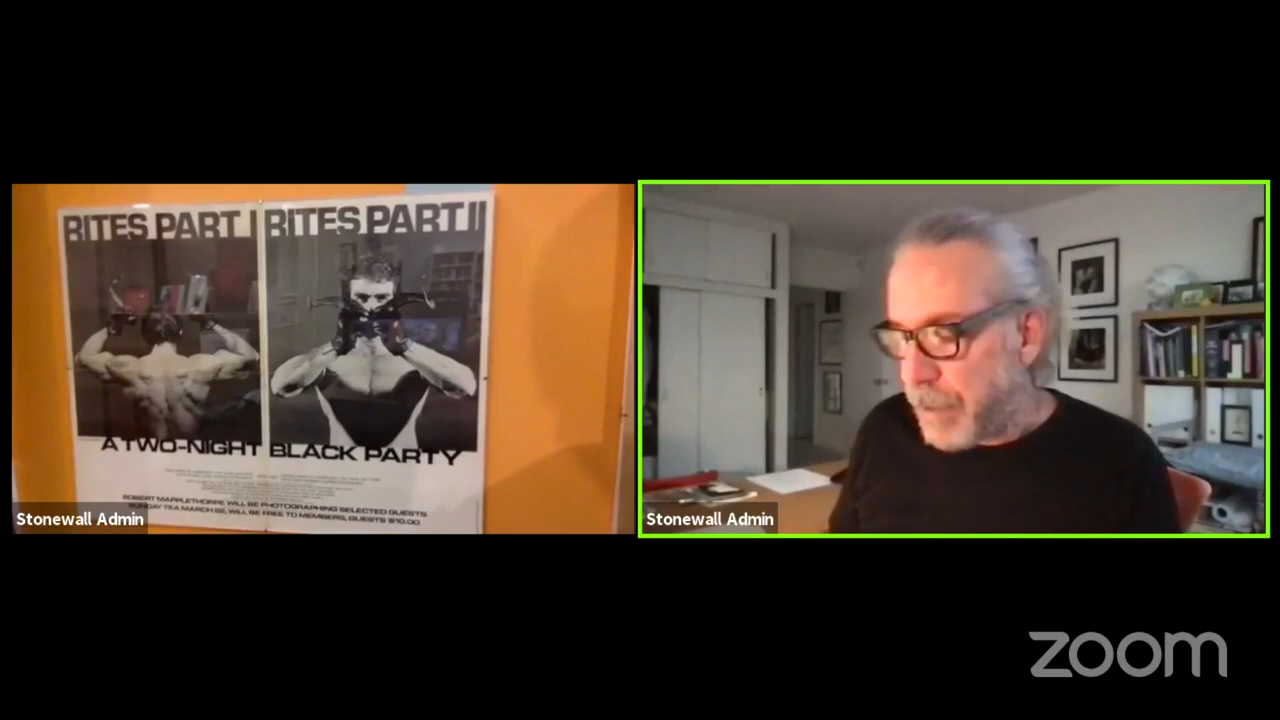 RITES PART I
RITES PART II
A TWO-NIGHT BLACK PARTY
ROBERT MAPPLETHORPE WILL BE PHOTOGRAPHING SELECTED GUESTS
SUNDAY TEA MARCH 22, WILL BE FREE TO MEMBERS, GUESTS $10.00
Stonewall Admin
Stonewall Admin
zoom